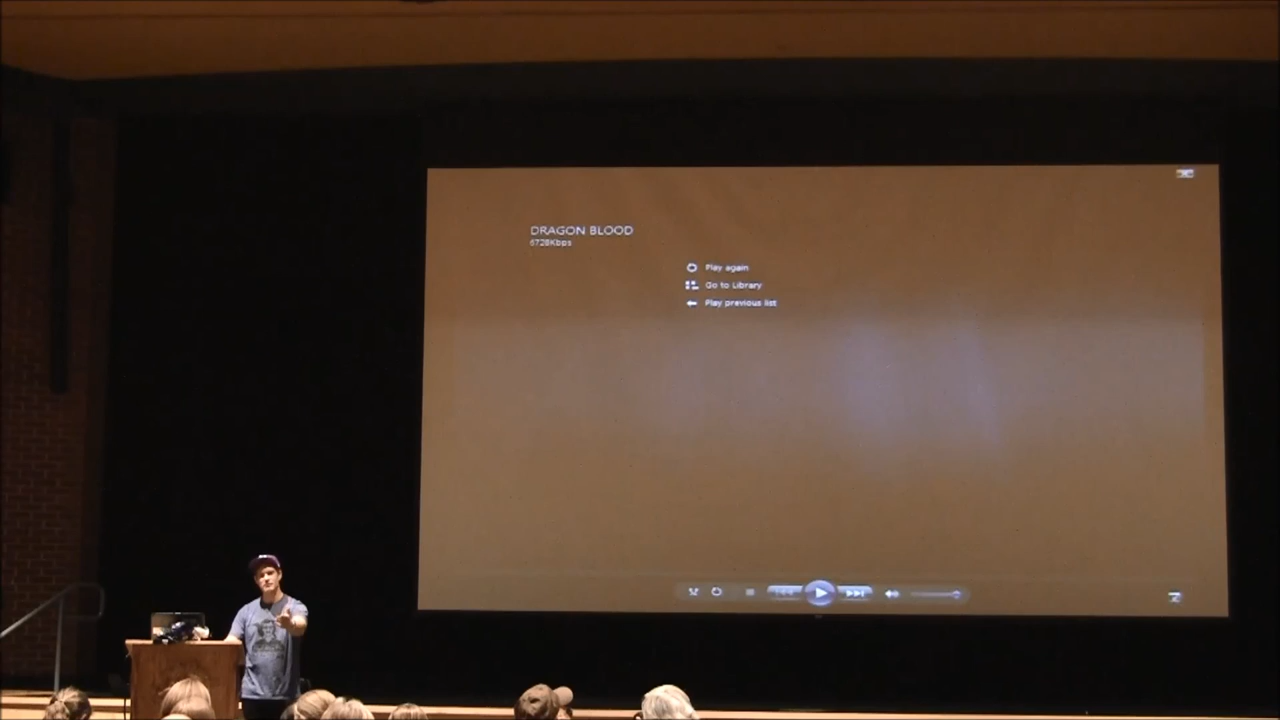 DRAGON BLOOD
6728Kbps
Play again
Go to Library
Play previous list